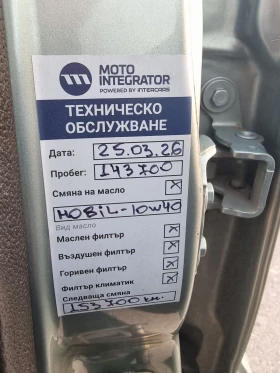 MOTO
INTEGRATOR
POWERED BY INTERCARS
ТЕХНИЧЕСКО
ОБСЛУЖВАНЕ
Дата: 25.03.26
Пробег: 143700
Смяна на масло X
MOBIL-10W40
Вид масло
Маслен филтър X
Въздушен филтър X
Горивен филтър X
Филтър климатик X
Следваща смяна
153700 км.